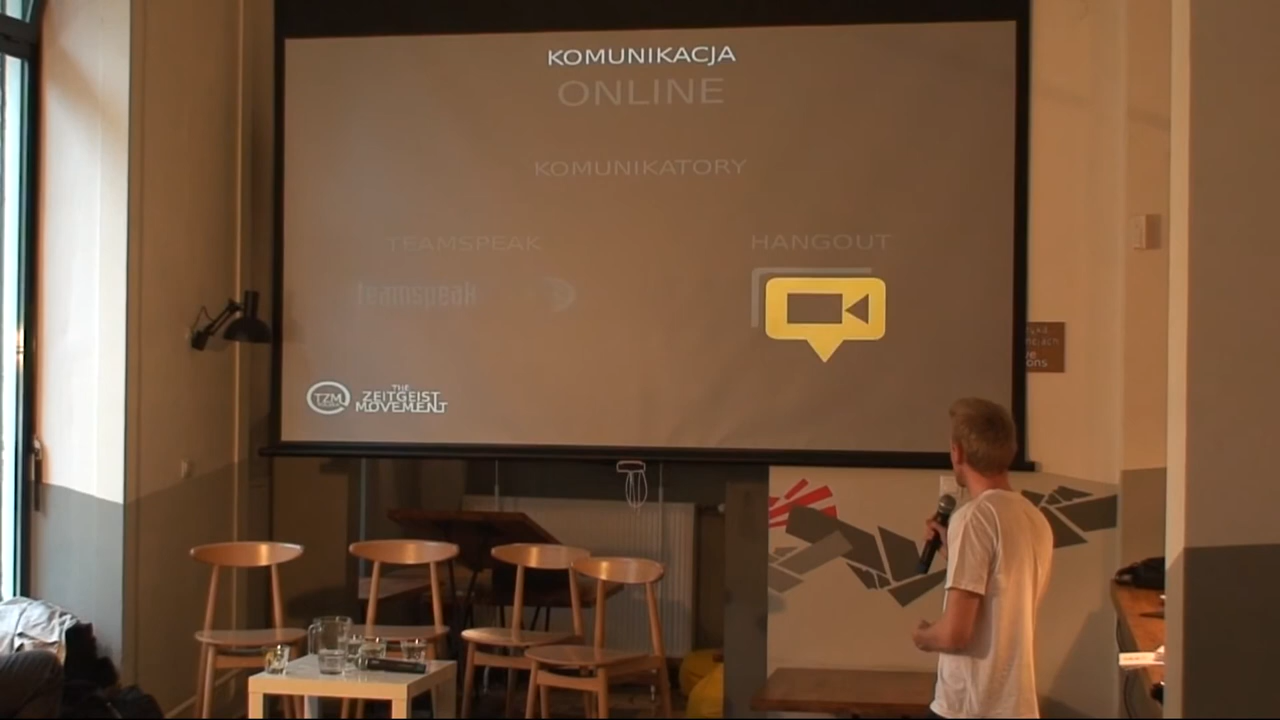 KOMUNIKACJA
ONLINE
KOMUNIKATORY
TEAMSPEAK
HANGOUT
teamspeak
TZM
THE
ZEITGEIST
MOVEMENT